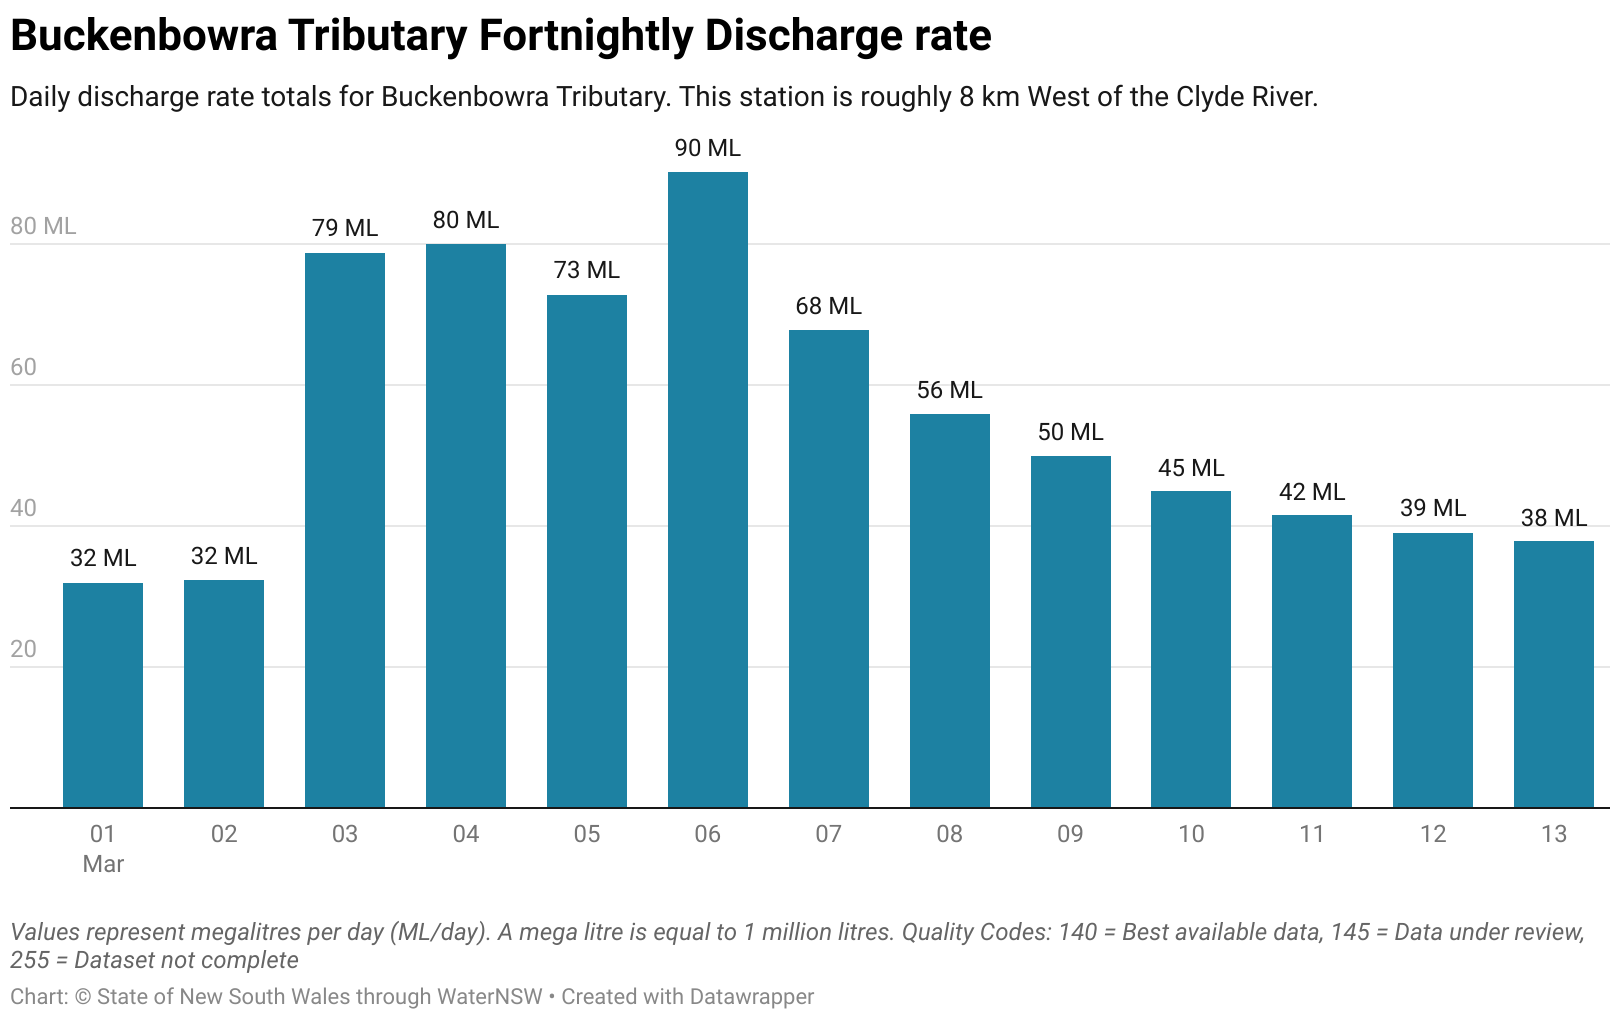 Buckenbowra Tributary Fortnightly Discharge rate
Daily discharge rate totals for Buckenbowra Tributary. This station is roughly 8 km West of the Clyde River.
90 ML
80 ML
79 ML
80 ML
73 ML
68 ML
60
56 ML
50 ML
45 ML
42 ML
39 ML
38 ML
40
32 ML
32 ML
20
01 02 03 04 05 06 07 08 09 10 11 12 13
Mar
Values represent megalitres per day (ML/day). A mega litre is equal to 1 million litres. Quality Codes: 140 = Best available data, 145 = Data under review,
255 = Dataset not complete
Chart: © State of New South Wales through WaterNSW • Created with Datawrapper